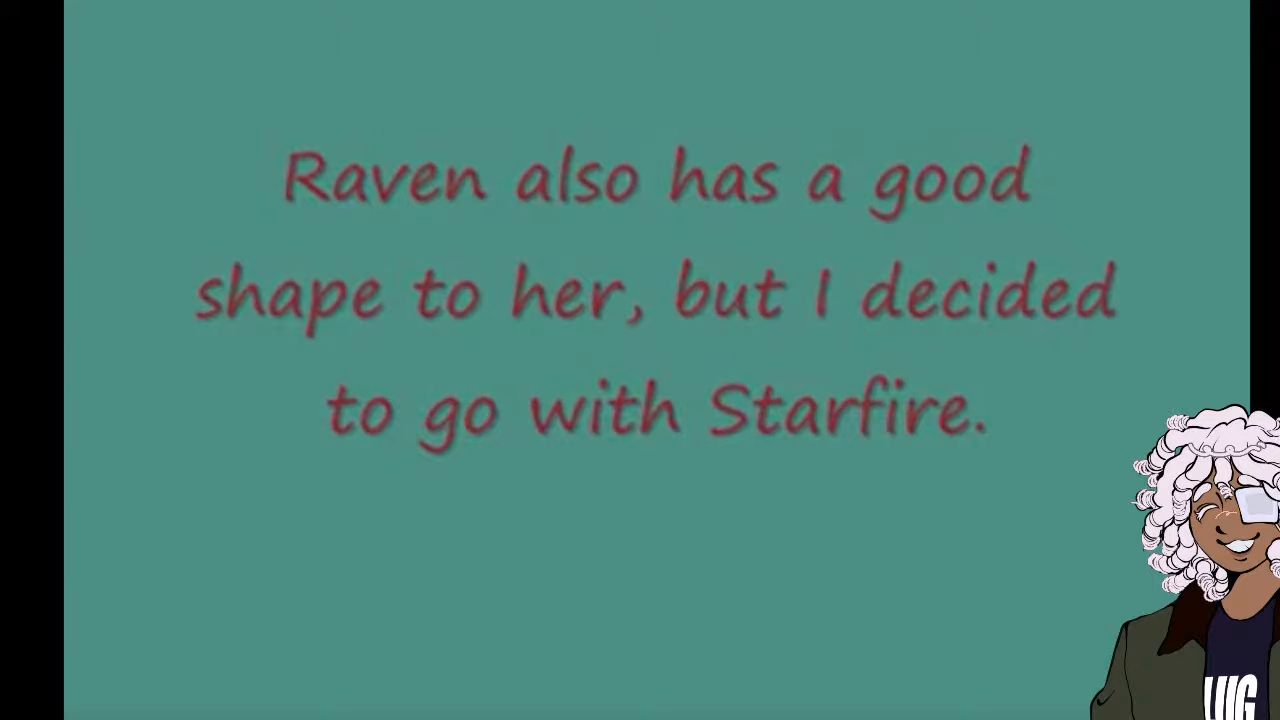 Raven also has a good
shape to her, but I decided
to go with Starfire.